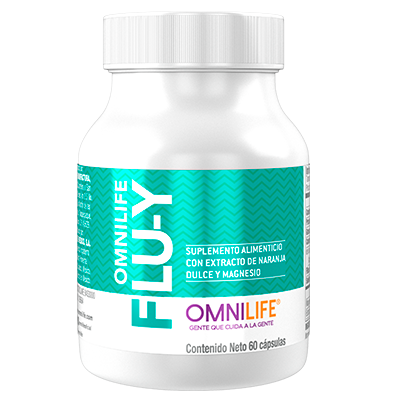 OMNILIFE
FLU-Y
SUPLEMENTO ALIMENTICIO
CON EXTRACTO DE NARANJA
DULCE Y MAGNESIO
OMNILIFE®
GENTE QUE CUIDA A LA GENTE
Contenido Neto 60 cápsulas